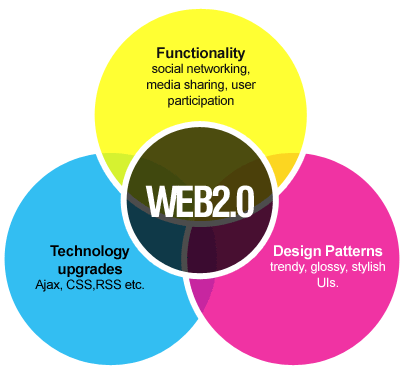 Functionality
social networking,
media sharing, user
participation
WEB2.0
Technology
upgrades
Ajax, CSS,RSS etc.
Design Patterns
trendy, glossy, stylish
UIs.